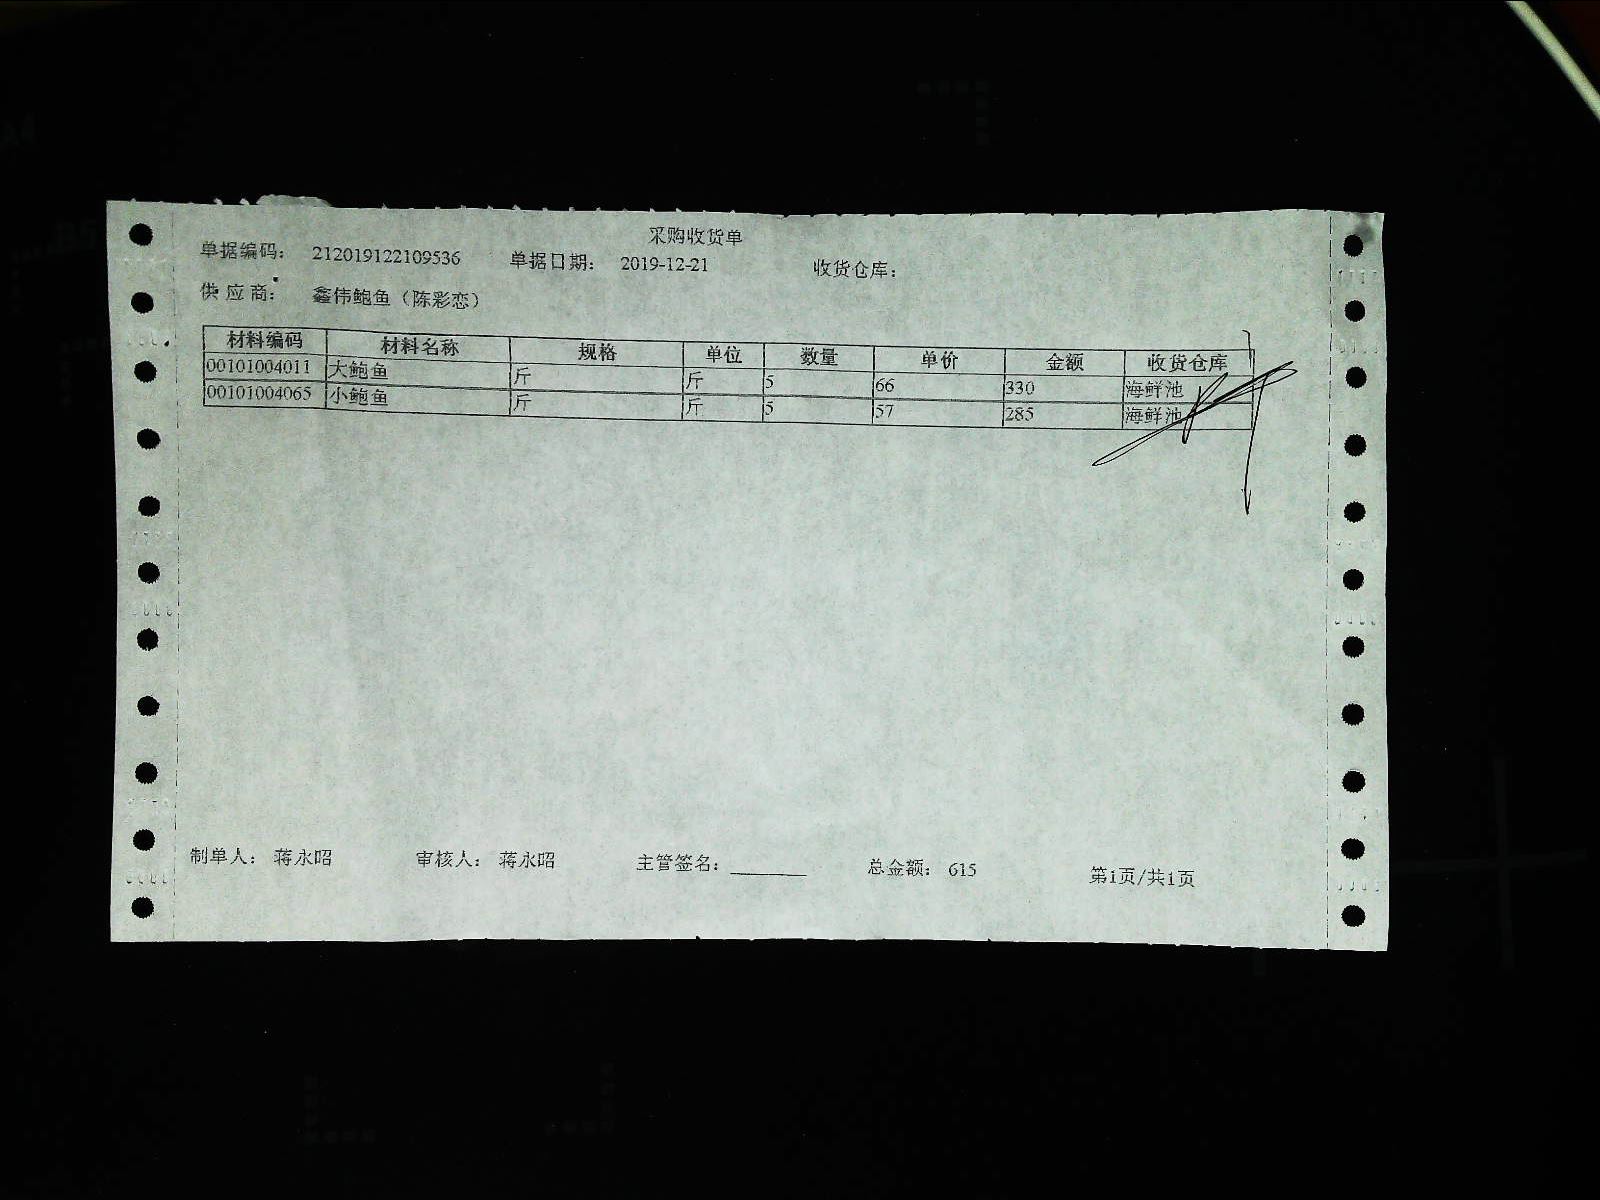 采购收货单
单据编码： 212019122109536 单据日期： 2019-12-21 收货仓库：
供应商： 鑫伟鲍鱼（陈彩恋）
材料编码 材料名称 规格 单位 数量 单价 金额 收货仓库
00101004011 大鲍鱼 斤 斤 5 66 330 海鲜池
00101004065 小鲍鱼 斤 斤 5 57 285 海鲜池
制单人： 蒋永昭 审核人： 蒋永昭 主管签名： 总金额： 615 第1页/共1页